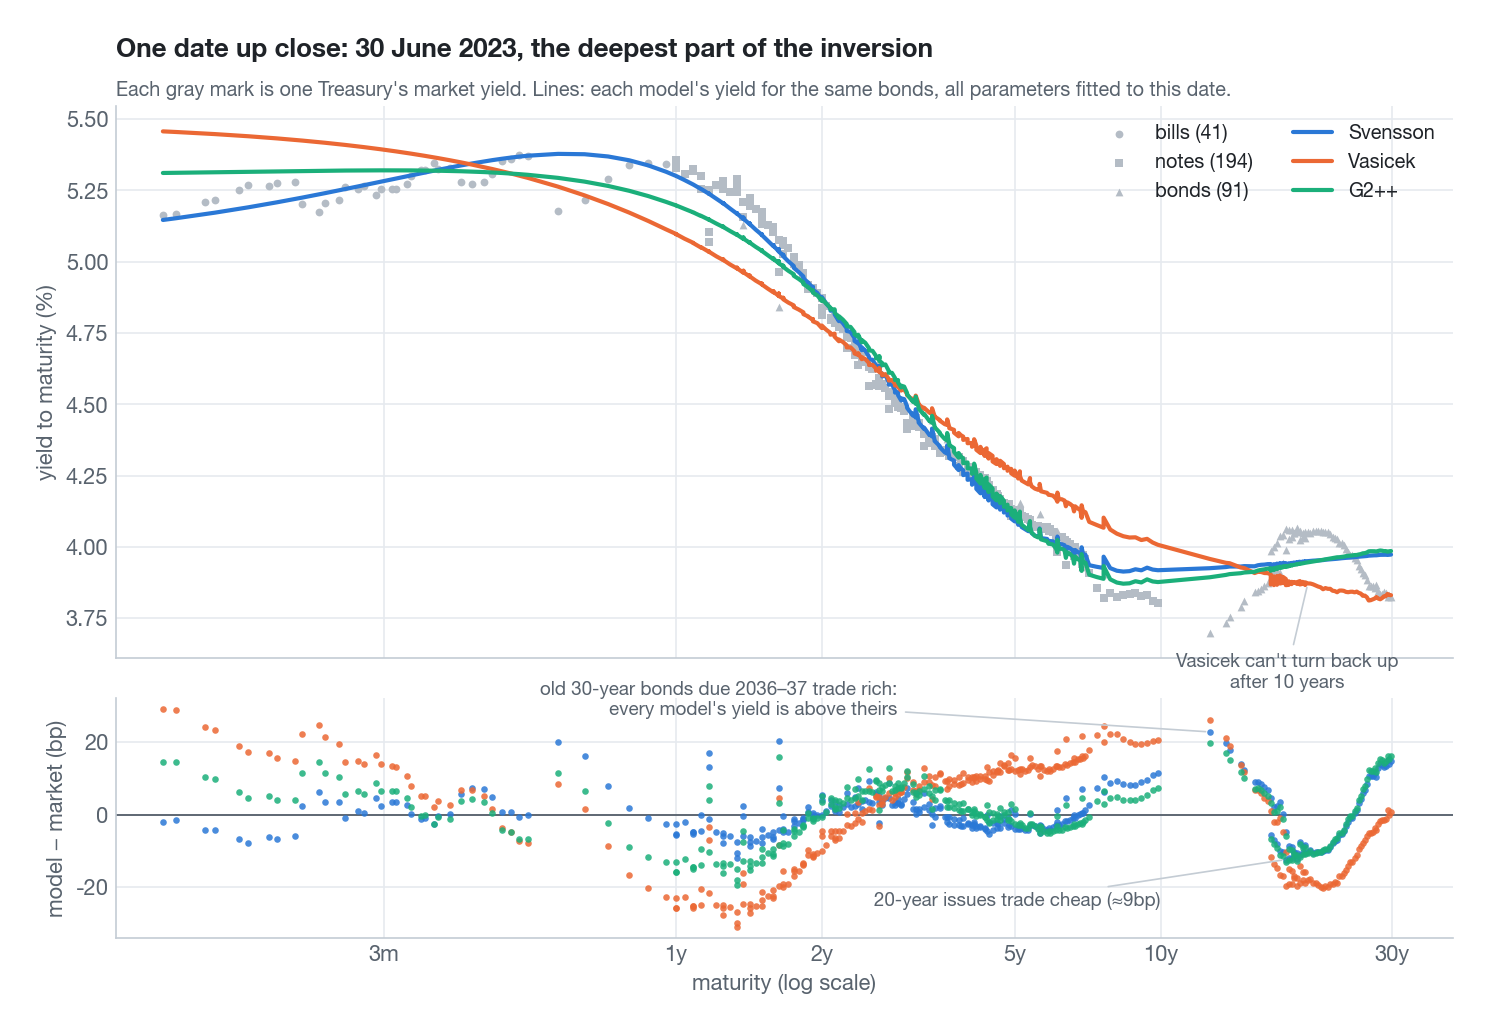 One date up close: 30 June 2023, the deepest part of the inversion
Each gray mark is one Treasury's market yield. Lines: each model's yield for the same bonds, all parameters fitted to this date.
bills (41)
notes (194)
bonds (91)
Svensson
Vasicek
G2++
yield to maturity (%)
5.50
5.25
5.00
4.75
4.50
4.25
4.00
3.75
Vasicek can't turn back up
after 10 years
old 30-year bonds due 2036–37 trade rich:
every model's yield is above theirs
model – market (bp)
20
0
-20
20-year issues trade cheap (≈9bp)
3m
1y
2y
5y
10y
30y
maturity (log scale)